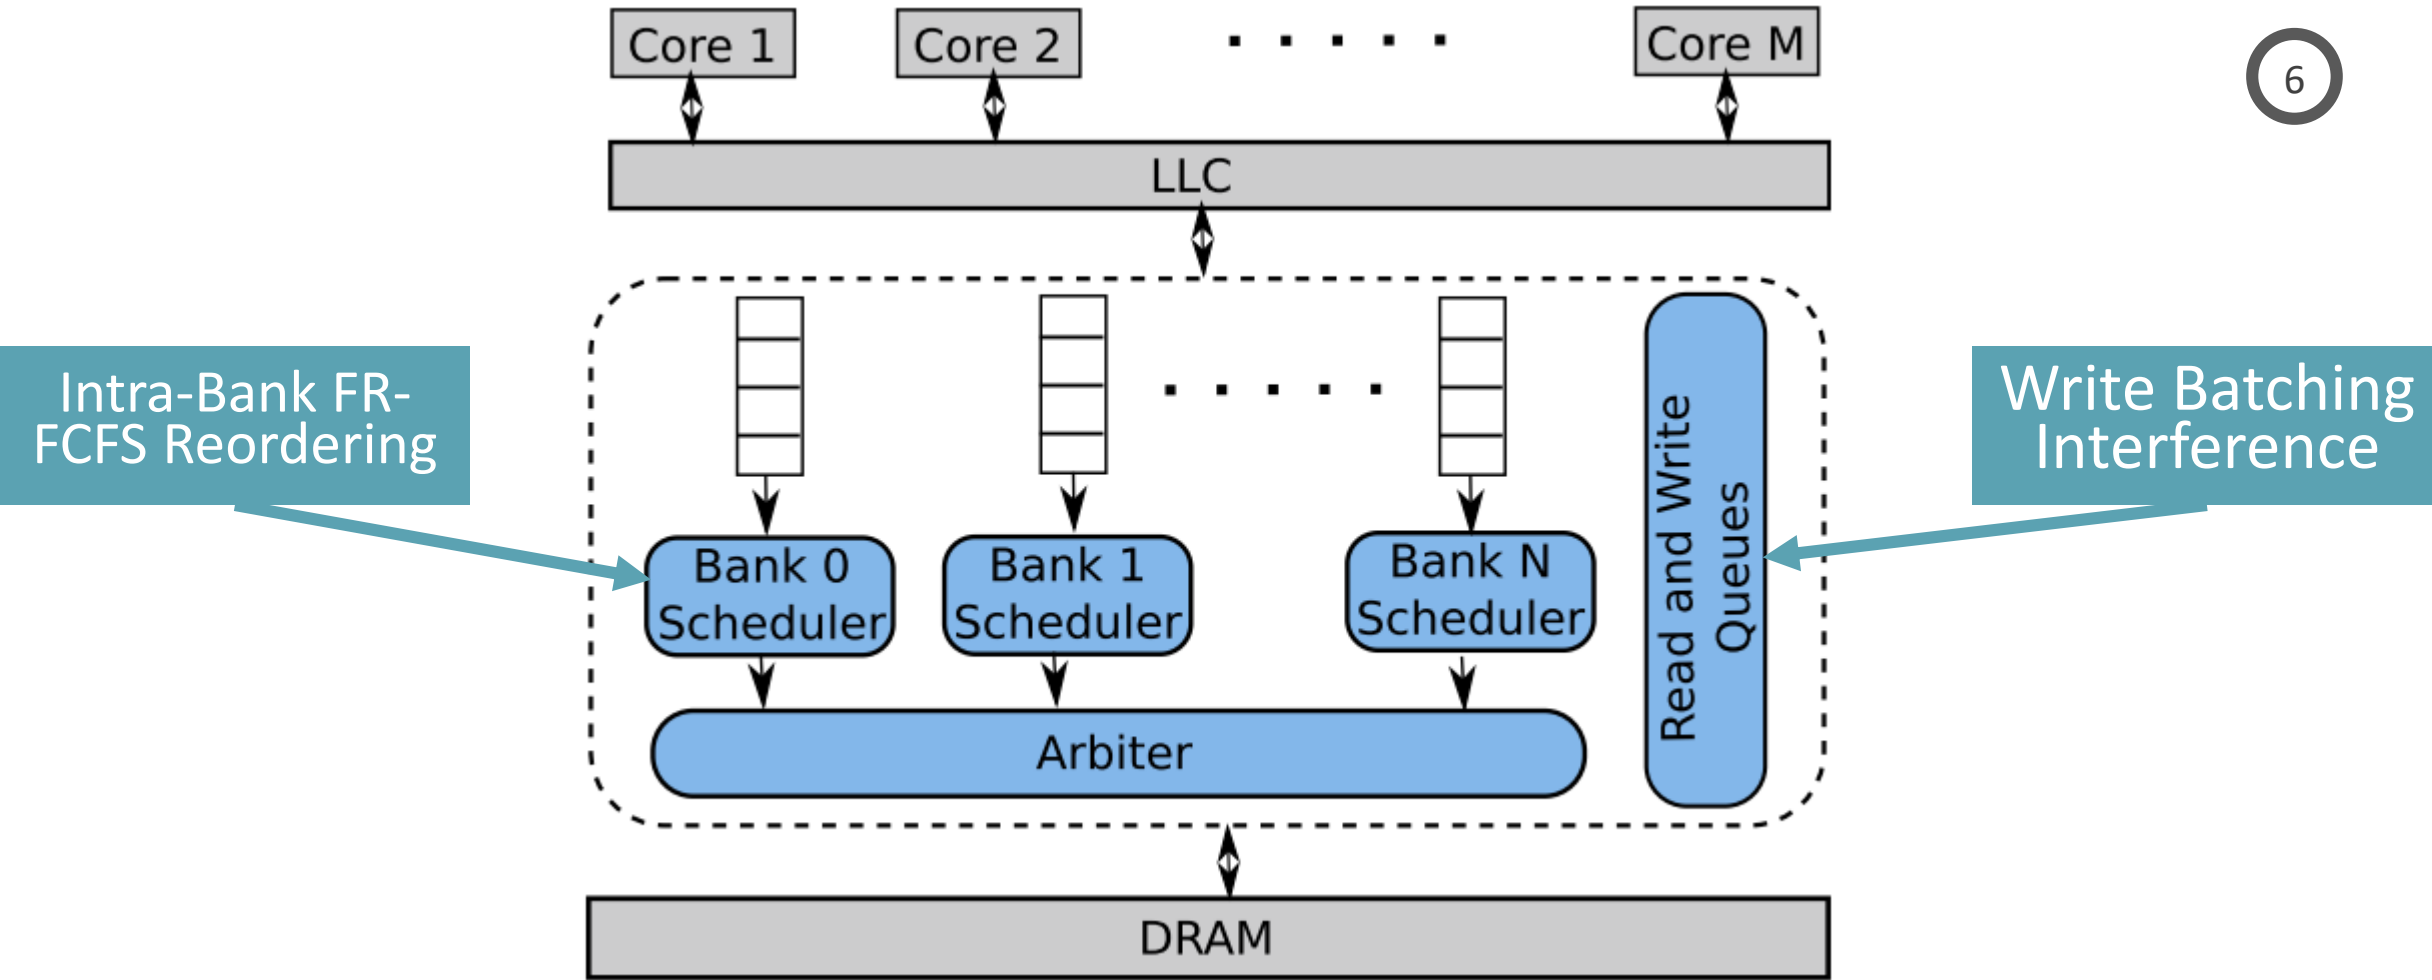 Core 1
Core 2
Core M
6
LLC
Intra-Bank FR-
FCFS Reordering
Write Batching
Interference
Read and Write
Queues
Bank 0
Scheduler
Bank 1
Scheduler
Bank N
Scheduler
Arbiter
DRAM